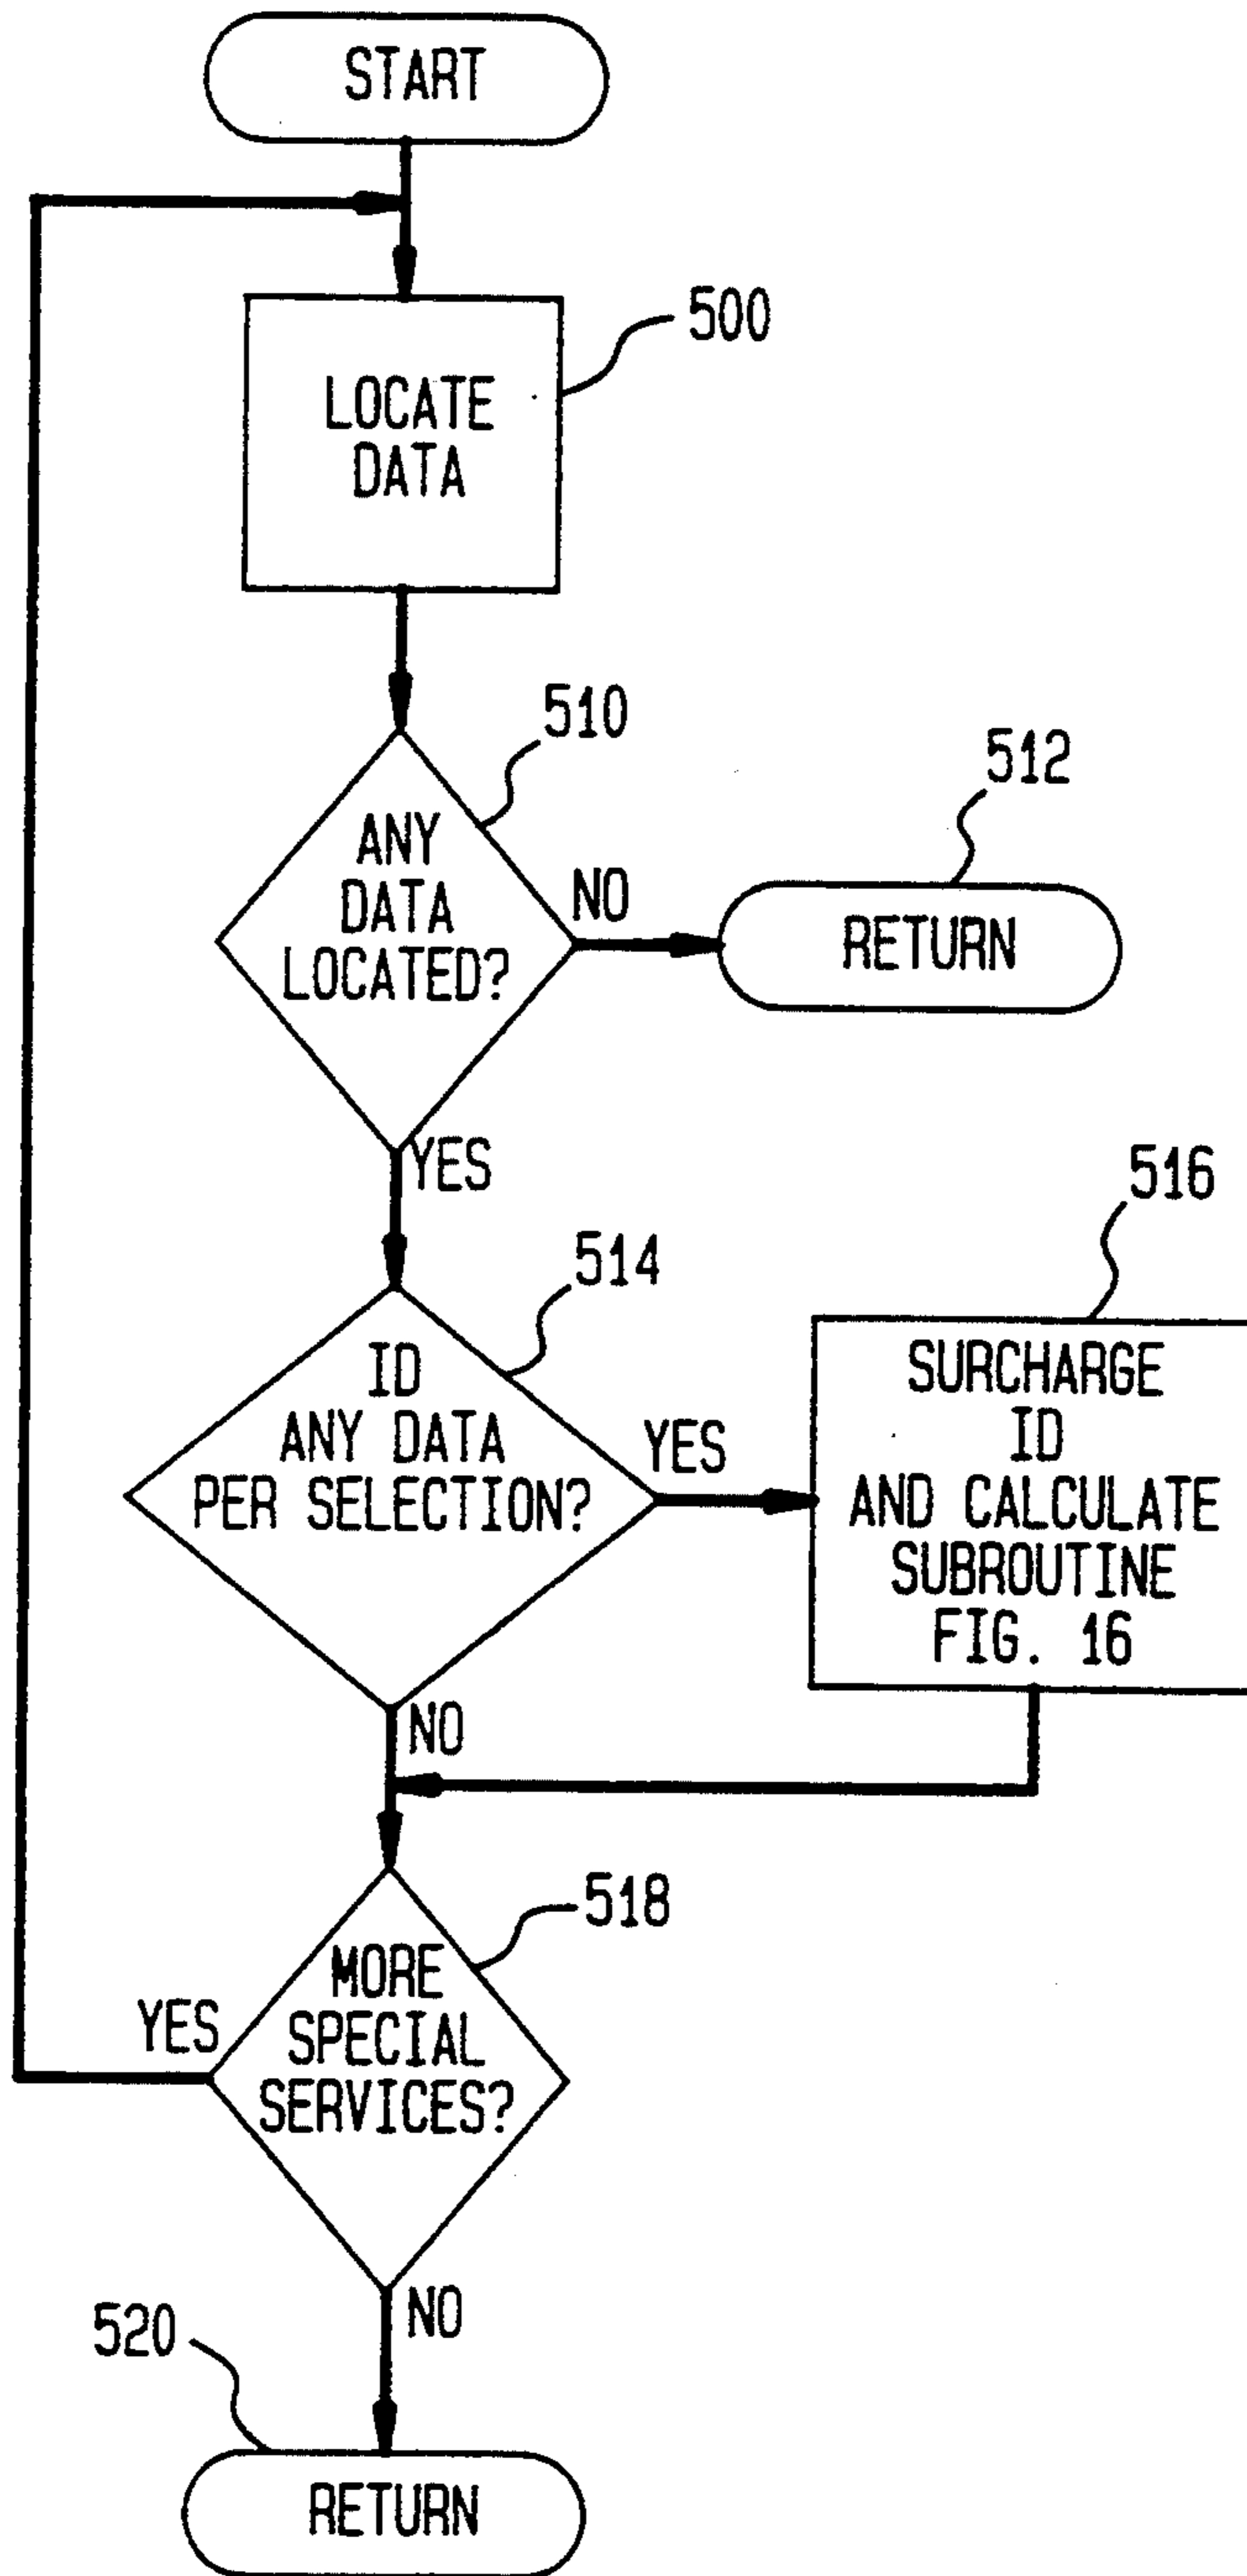 START
500
LOCATE
DATA
510
ANY
DATA
LOCATED?
NO
512
RETURN
YES
514
ID
ANY DATA
PER SELECTION?
YES
516
SURCHARGE
ID
AND CALCULATE
SUBROUTINE
FIG. 16
NO
518
MORE
SPECIAL
SERVICES?
YES
NO
520
RETURN